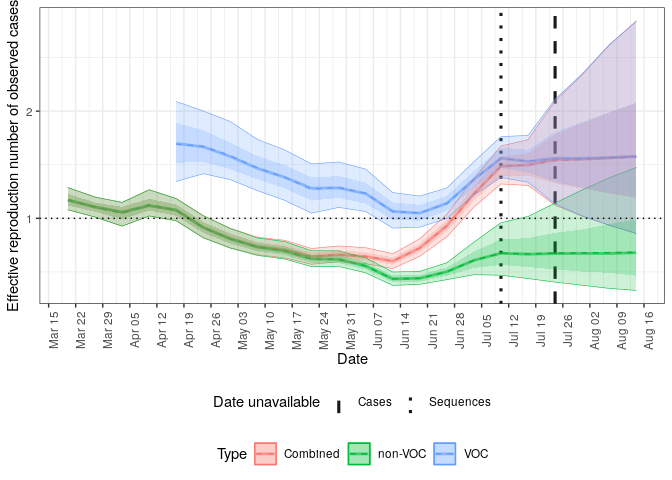 Effective reproduction number of observed cases
2
1
Mar 15
Mar 22
Mar 29
Apr 05
Apr 12
Apr 19
Apr 26
May 03
May 10
May 17
May 24
May 31
Jun 07
Jun 14
Jun 21
Jun 28
Jul 05
Jul 12
Jul 19
Jul 26
Aug 02
Aug 09
Aug 16
Date
Date unavailable Cases Sequences
Type Combined non-VOC VOC